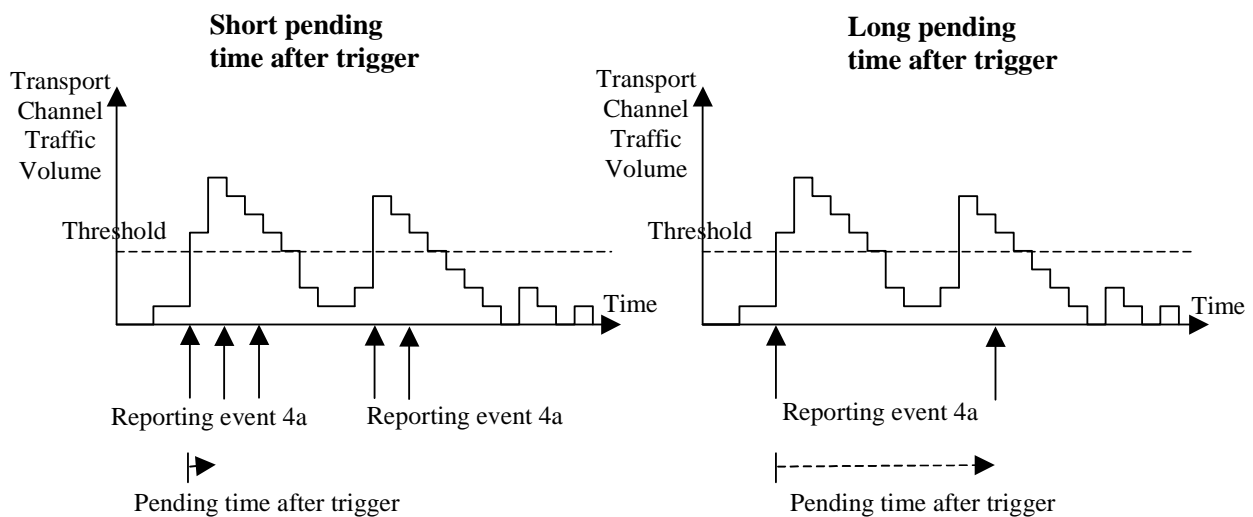 Short pending
time after trigger
Transport
Channel
Traffic
Volume
Threshold
Time
Reporting event 4a
Reporting event 4a
Pending time after trigger
Long pending
time after trigger
Transport
Channel
Traffic
Volume
Threshold
Time
Reporting event 4a
Pending time after trigger